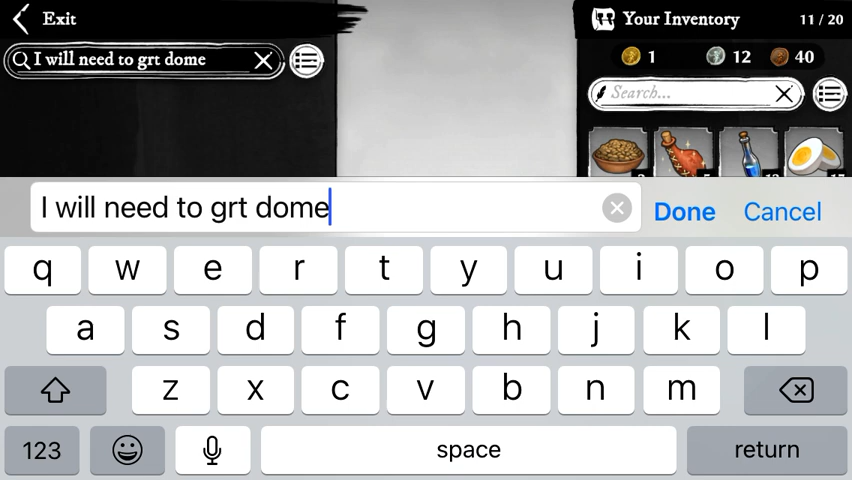 Exit
Your Inventory
11 / 20
1
12
40
I will need to grt dome
Search...
I will need to grt dome
Done
Cancel
q w e r t y u i o p
a s d f g h j k l
z x c v b n m
123
space
return